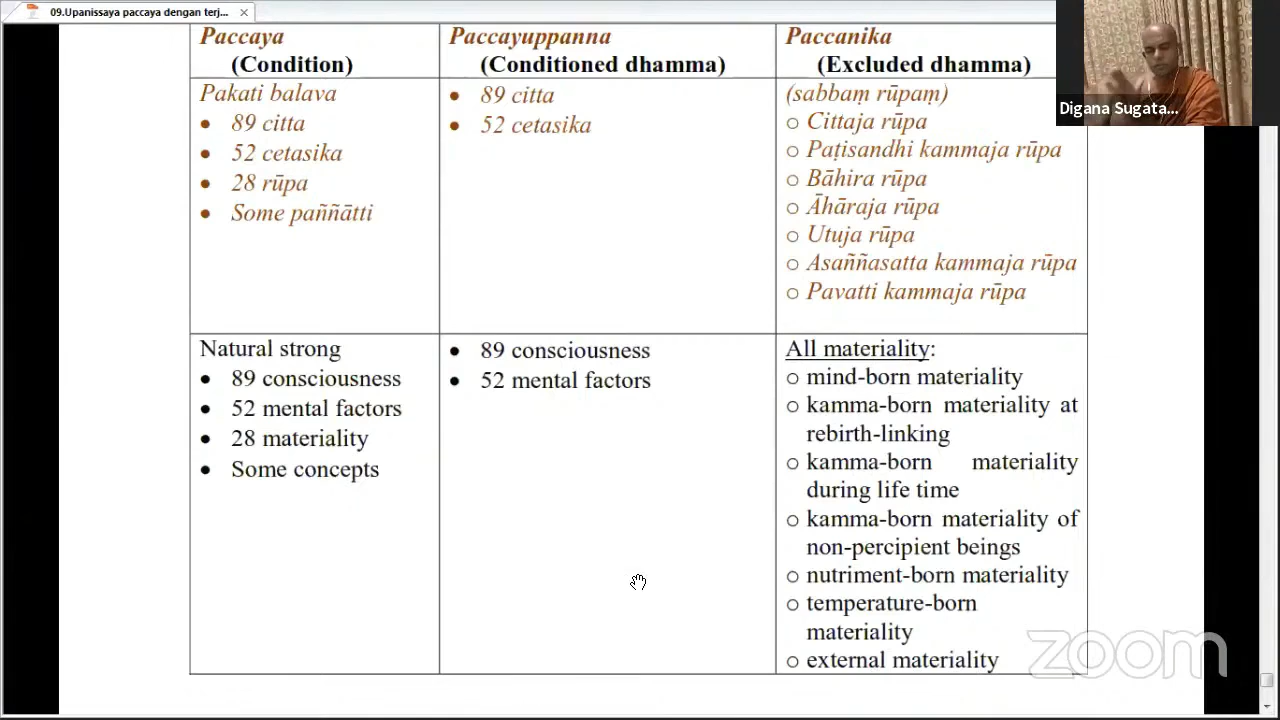 09.Upanissaya paccaya dengan terj...
Digana Sugata...
Paccaya
(Condition)
Paccayuppanna
(Conditioned dhamma)
Paccanika
(Excluded dhamma)
Pakati balava
• 89 citta
• 52 cetasika
• 28 rūpa
• Some paññātti
• 89 citta
• 52 cetasika
(sabbaṃ rūpaṃ)
○ Cittaja rūpa
○ Paṭisandhi kammaja rūpa
○ Bāhira rūpa
○ Āhāraja rūpa
○ Utuja rūpa
○ Asaññasatta kammaja rūpa
○ Pavatti kammaja rūpa
Natural strong
• 89 consciousness
• 52 mental factors
• 28 materiality
• Some concepts
• 89 consciousness
• 52 mental factors
All materiality:
○ mind-born materiality
○ kamma-born materiality at
rebirth-linking
○ kamma-born materiality
during life time
○ kamma-born materiality of
non-percipient beings
○ nutriment-born materiality
○ temperature-born
materiality
○ external materiality
zoom